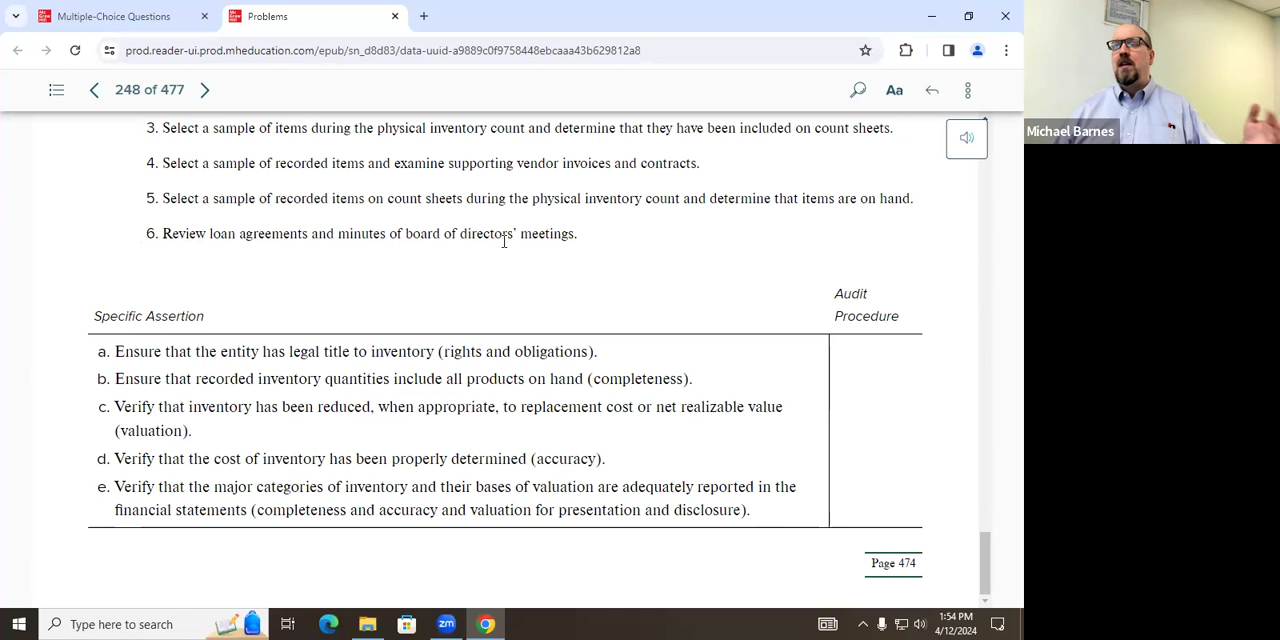 Multiple-Choice Questions
Problems
prod.reader-ui.prod.mheducation.com/epub/sn_d8d83/data-uuid-a9889c0f9758448ebcaaa43b629812a8
248 of 477
Aa
3. Select a sample of items during the physical inventory count and determine that they have been included on count sheets.
4. Select a sample of recorded items and examine supporting vendor invoices and contracts.
5. Select a sample of recorded items on count sheets during the physical inventory count and determine that items are on hand.
6. Review loan agreements and minutes of board of directors’ meetings.
Audit
Specific Assertion Procedure
a. Ensure that the entity has legal title to inventory (rights and obligations).
b. Ensure that recorded inventory quantities include all products on hand (completeness).
c. Verify that inventory has been reduced, when appropriate, to replacement cost or net realizable value
(valuation).
d. Verify that the cost of inventory has been properly determined (accuracy).
e. Verify that the major categories of inventory and their bases of valuation are adequately reported in the
financial statements (completeness and accuracy and valuation for presentation and disclosure).
Page 474
Michael Barnes
Type here to search
zm
1:54 PM
4/12/2024